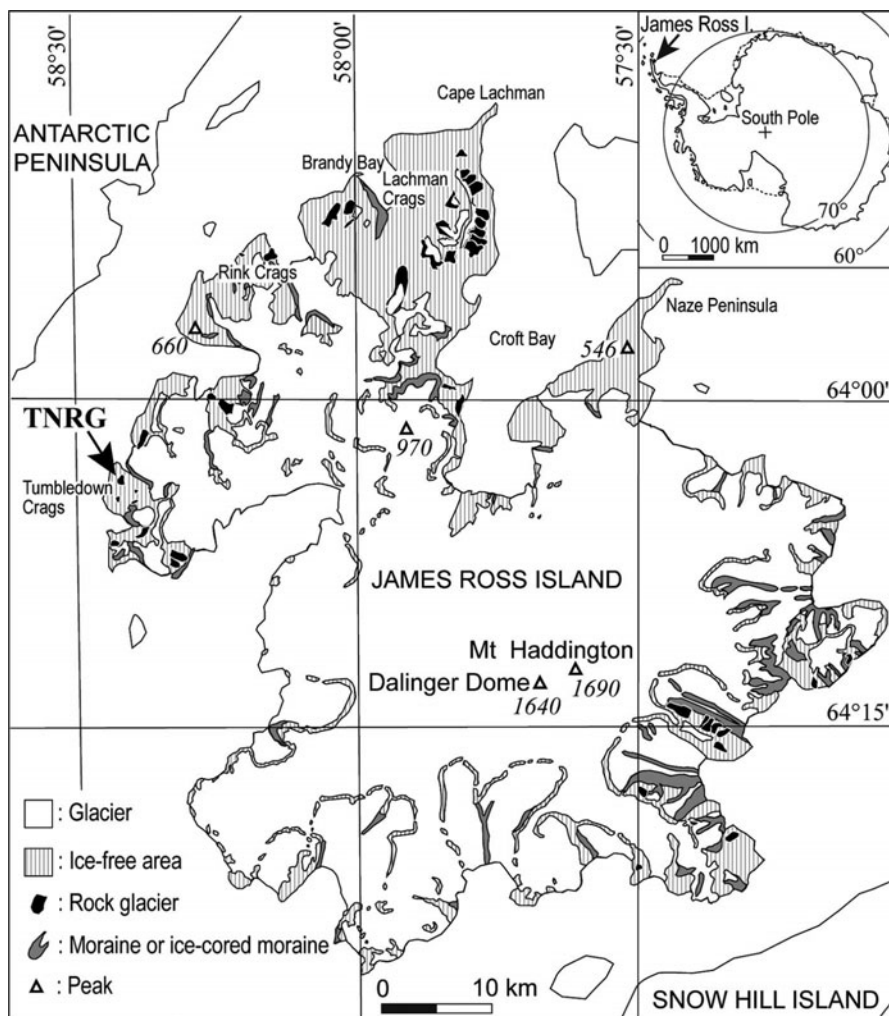 58°30'
58°00'
57°30'
James Ross I.
South Pole
70°
60°
0 1000 km
Cape Lachman
ANTARCTIC
PENINSULA
Brandy Bay
Lachman
Crags
Rink Crags
Naze Peninsula
660
Croft Bay
546
64°00'
TNRG
970
Tumbledown
Crags
JAMES ROSS ISLAND
Mt Haddington
Dalinger Dome
1690
1640
64°15'
: Glacier
: Ice-free area
: Rock glacier
: Moraine or ice-cored moraine
: Peak
0 10 km
SNOW HILL ISLAND